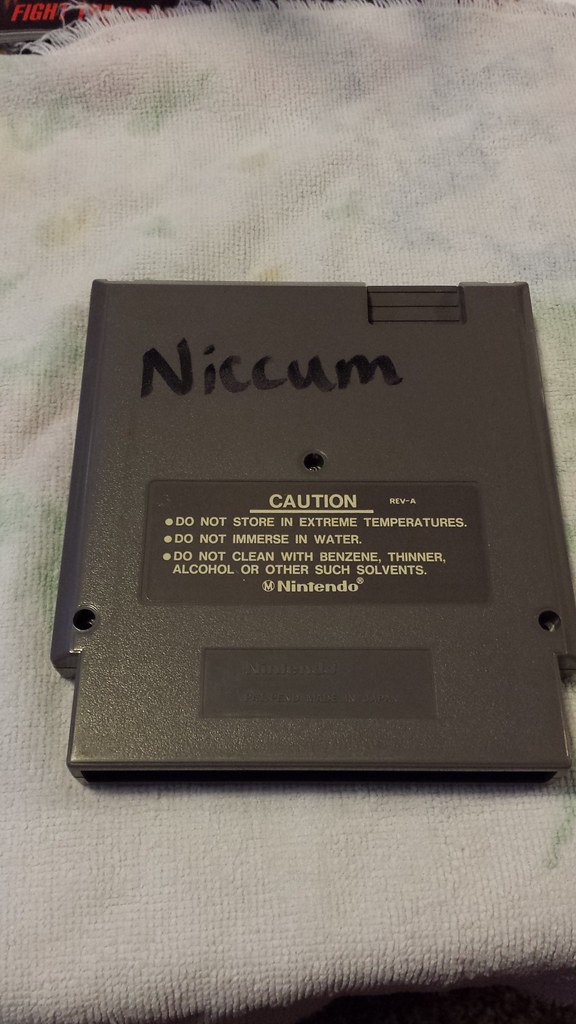 FIGHT
Niccum
CAUTION REV-A
●DO NOT STORE IN EXTREME TEMPERATURES.
●DO NOT IMMERSE IN WATER.
●DO NOT CLEAN WITH BENZENE, THINNER,
ALCOHOL OR OTHER SUCH SOLVENTS.
Ⓜ Nintendo®
Nintendo